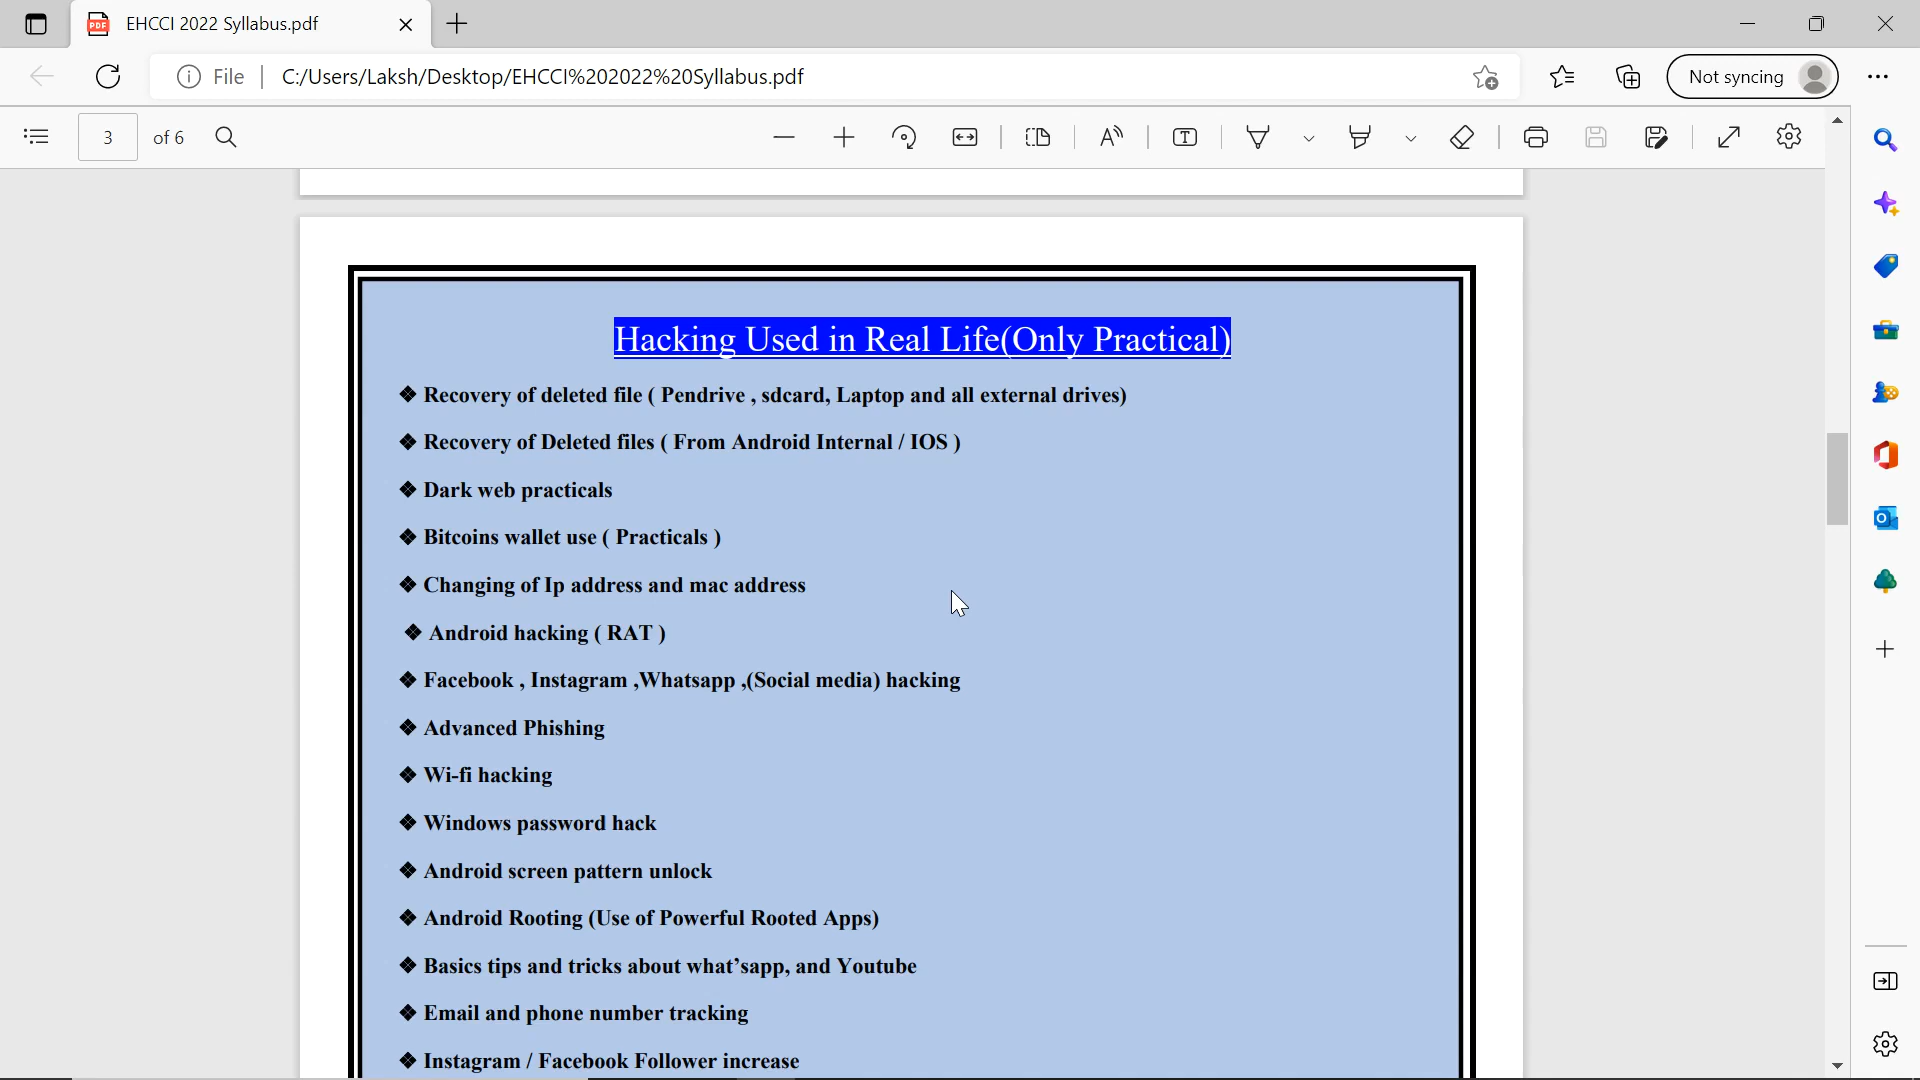 EHCCI 2022 Syllabus.pdf
File
C:/Users/Laksh/Desktop/EHCCI%202022%20Syllabus.pdf
Not syncing
3 of 6
Hacking Used in Real Life(Only Practical)
❖ Recovery of deleted file ( Pendrive , sdcard, Laptop and all external drives)
❖ Recovery of Deleted files ( From Android Internal / IOS )
❖ Dark web practicals
❖ Bitcoins wallet use ( Practicals )
❖ Changing of Ip address and mac address
❖ Android hacking ( RAT )
❖ Facebook , Instagram ,Whatsapp ,(Social media) hacking
❖ Advanced Phishing
❖ Wi-fi hacking
❖ Windows password hack
❖ Android screen pattern unlock
❖ Android Rooting (Use of Powerful Rooted Apps)
❖ Basics tips and tricks about what’sapp, and Youtube
❖ Email and phone number tracking
❖ Instagram / Facebook Follower increase